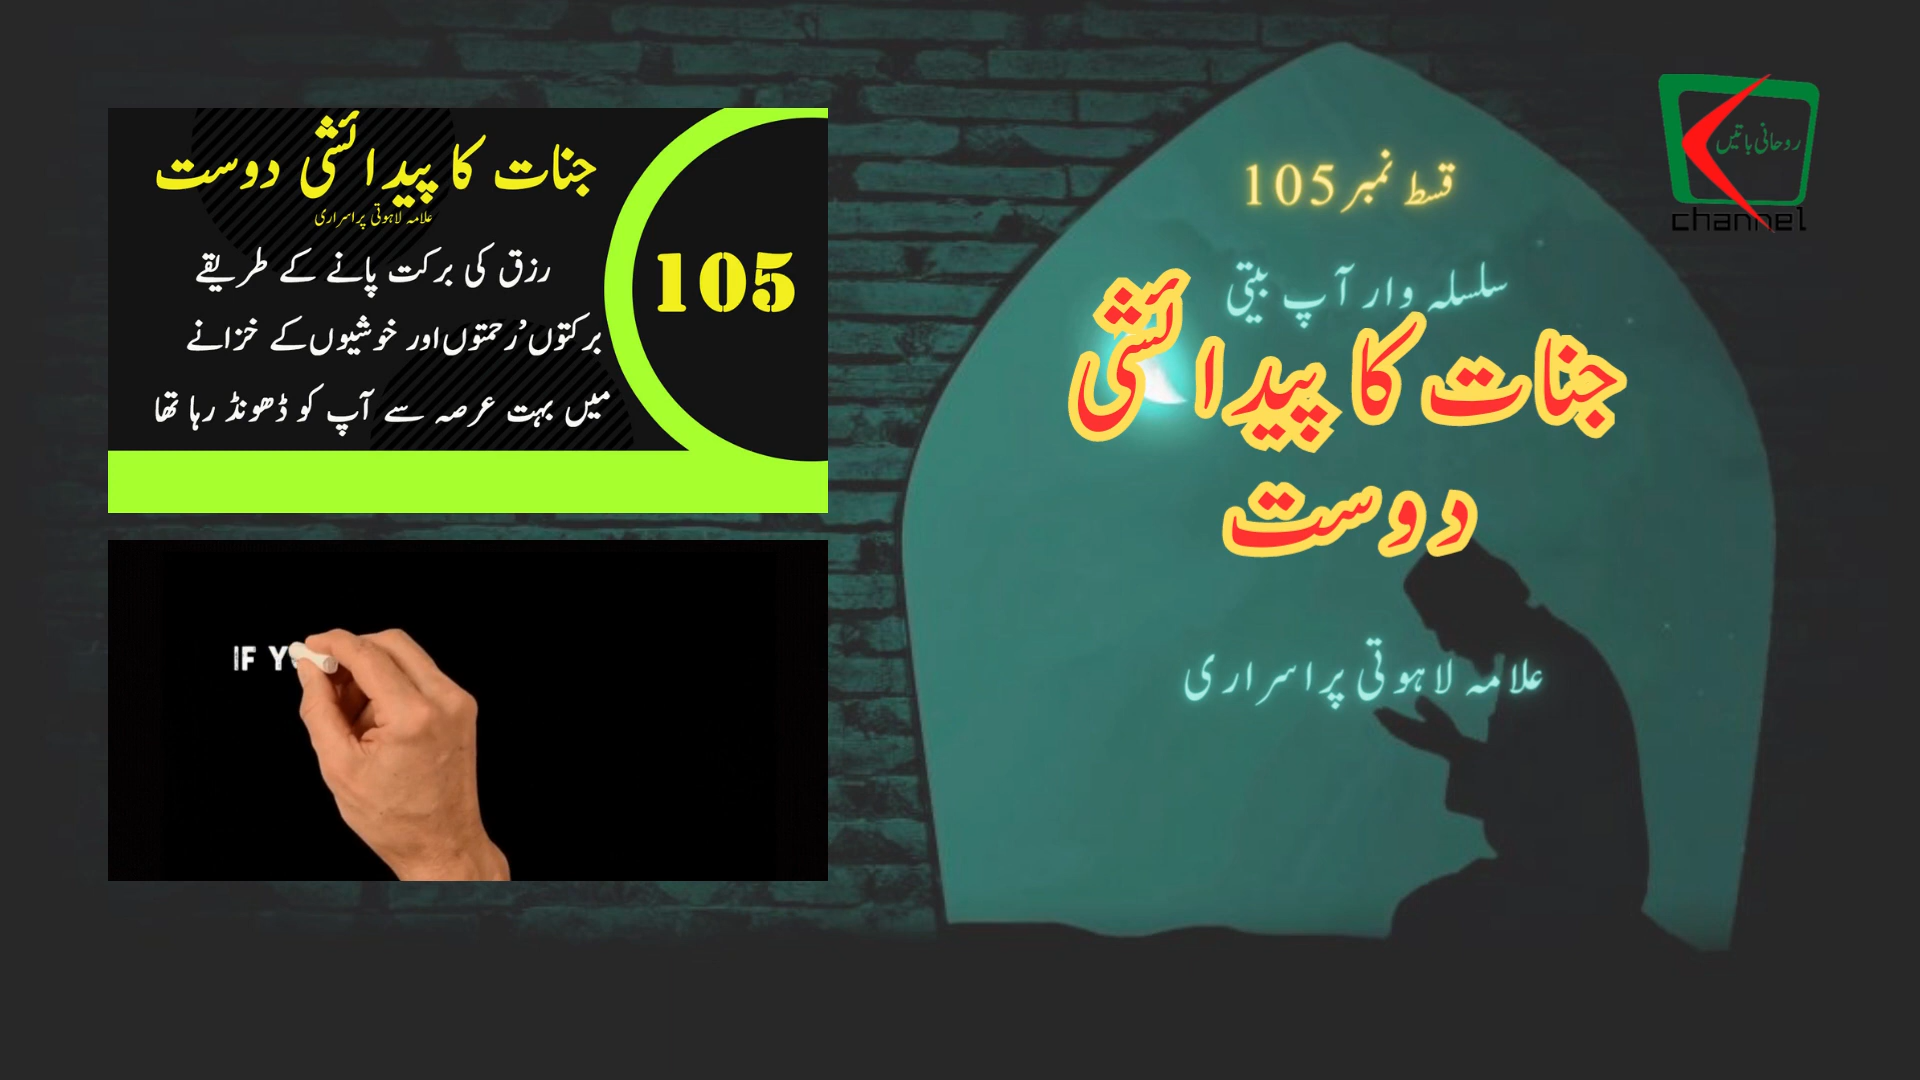 جنات کا پیدائشی دوست
علامہ لاہوتی پراسراری
رزق کی برکت پانے کے طریقے
برکتوں٬رحمتوں اور خوشیوں کے خزانے
میں بہت عرصہ سے آپ کو ڈھونڈ رہا تھا
105
IF Y
قسط نمبر 105
سلسلہ وار آپ بیتی
جنات کا پیدائشی
دوست
علامہ لاہوتی پراسراری
روحانی باتیں
channel